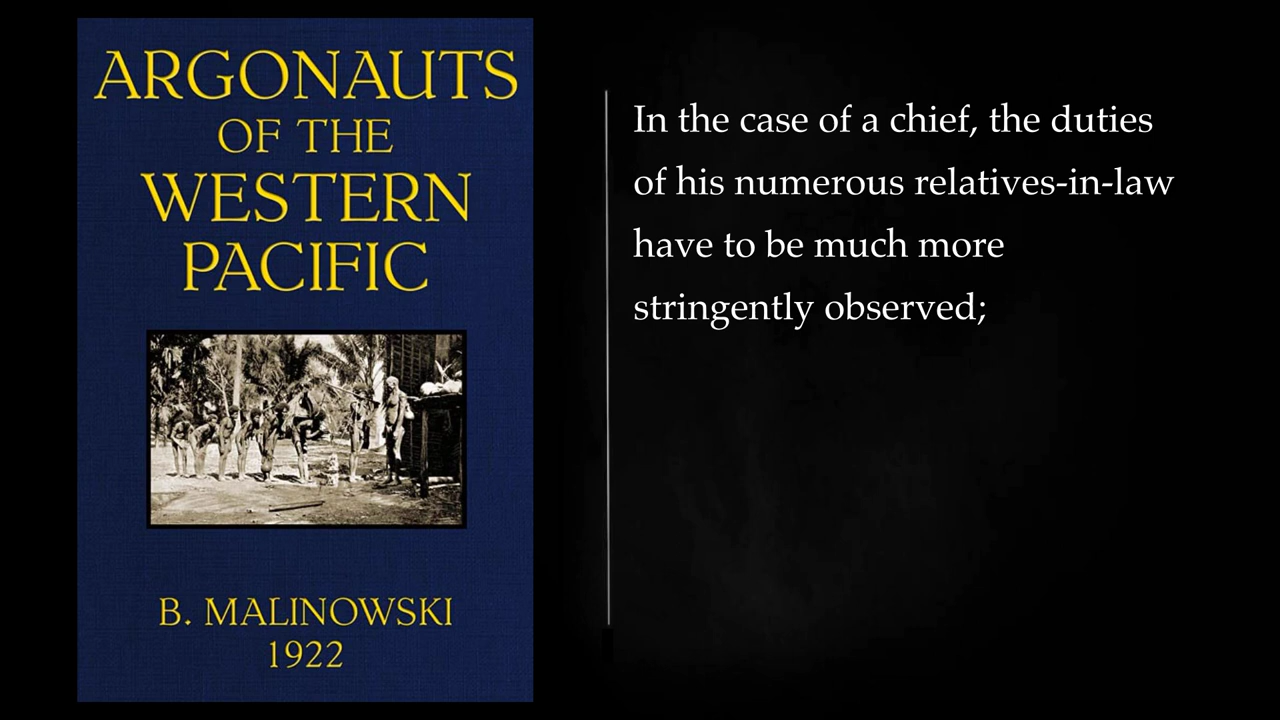 ARGONAUTS
OF THE
WESTERN
PACIFIC
B. MALINOWSKI
1922
In the case of a chief, the duties
of his numerous relatives-in-law
have to be much more
stringently observed;